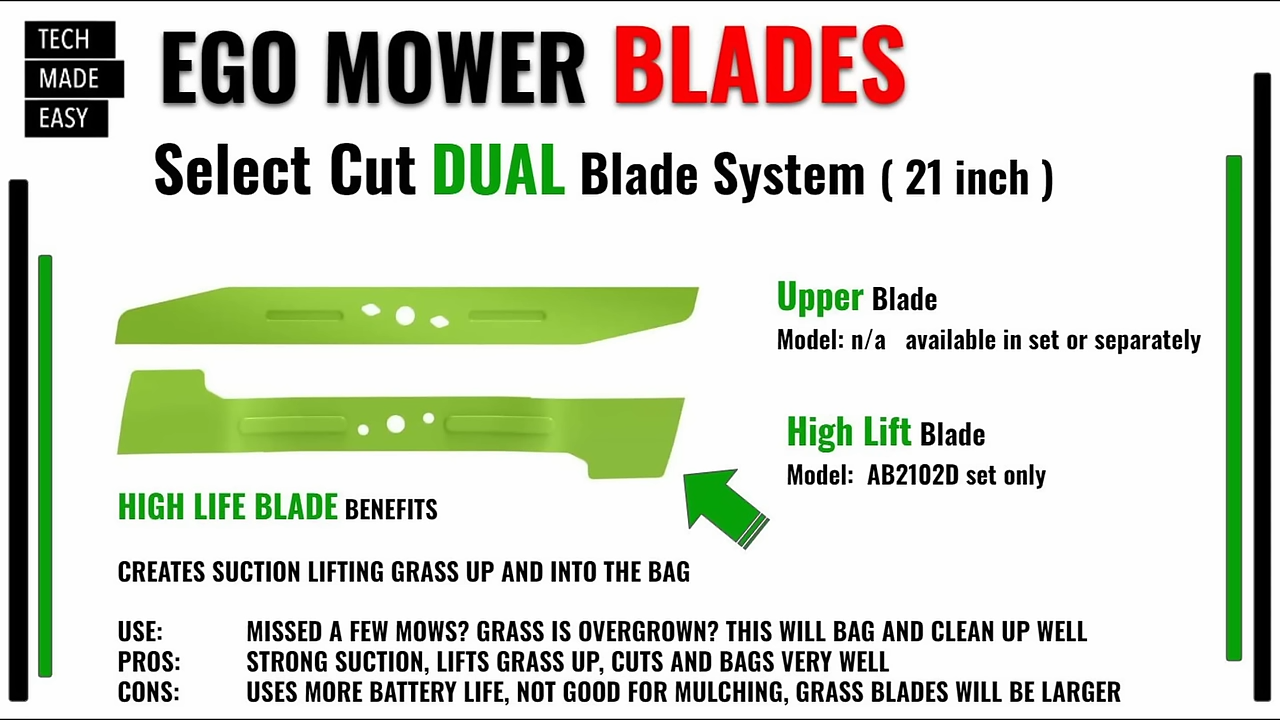 TECH
MADE
EASY
EGO MOWER BLADES
Select Cut DUAL Blade System ( 21 inch )
Upper Blade
Model: n/a available in set or separately
High Lift Blade
Model: AB2102D set only
HIGH LIFE BLADE BENEFITS
CREATES SUCTION LIFTING GRASS UP AND INTO THE BAG
USE: MISSED A FEW MOWS? GRASS IS OVERGROWN? THIS WILL BAG AND CLEAN UP WELL
PROS: STRONG SUCTION, LIFTS GRASS UP, CUTS AND BAGS VERY WELL
CONS: USES MORE BATTERY LIFE, NOT GOOD FOR MULCHING, GRASS BLADES WILL BE LARGER